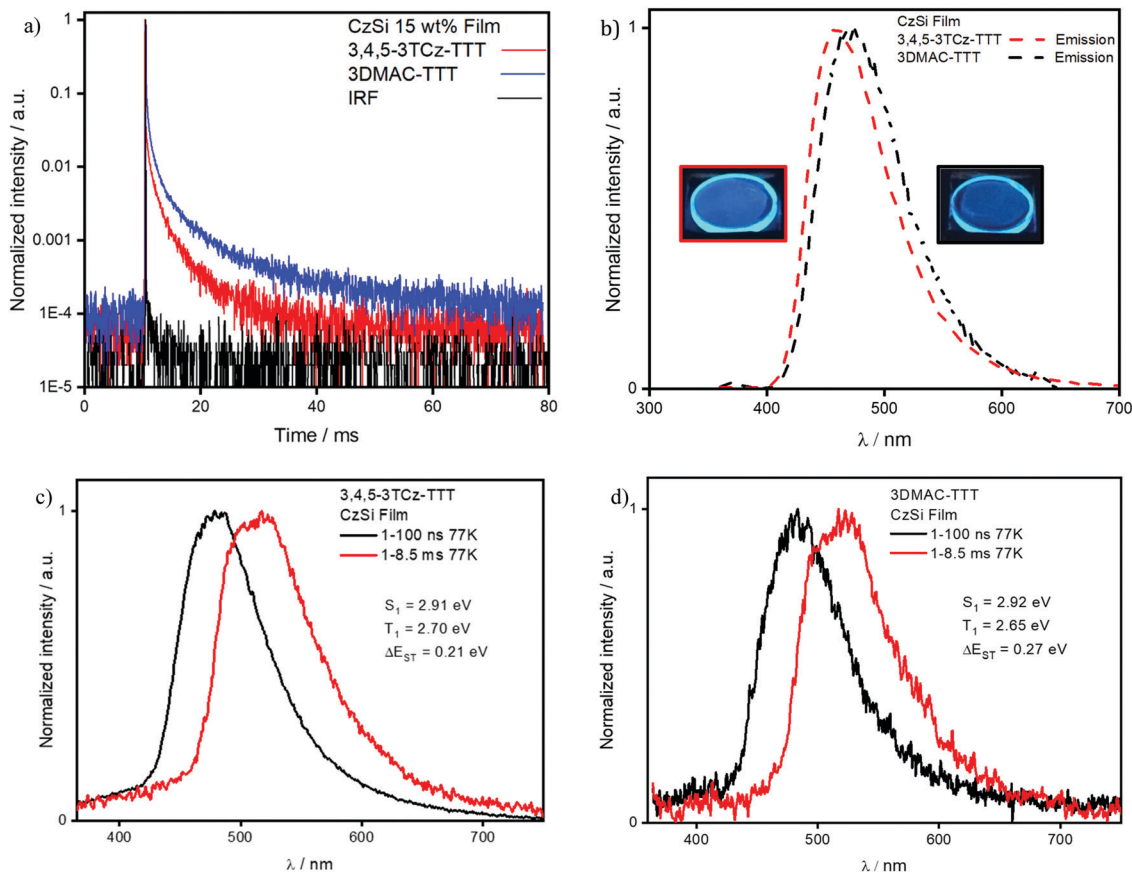 a)
CzSi 15 wt% Film
3,4,5-3TCz-TTT
3DMAC-TTT
IRF
Normalized intensity / a.u.
1
0.1
0.01
0.001
1E-4
1E-5
0 20 40 60 80
Time / ms
b)
CzSi Film
3,4,5-3TCz-TTT Emission
3DMAC-TTT Emission
Normalized intensity / a.u.
1
0
300 400 500 600 700
λ / nm
c)
3,4,5-3TCz-TTT
CzSi Film
1-100 ns 77K
1-8.5 ms 77K
S₁ = 2.91 eV
T₁ = 2.70 eV
ΔE_ST = 0.21 eV
Normalized intensity / a.u.
1
0
400 500 600 700
λ / nm
d)
3DMAC-TTT
CzSi Film
1-100 ns 77K
1-8.5 ms 77K
S₁ = 2.92 eV
T₁ = 2.65 eV
ΔE_ST = 0.27 eV
Normalized intensity / a.u.
1
0
400 500 600 700
λ / nm